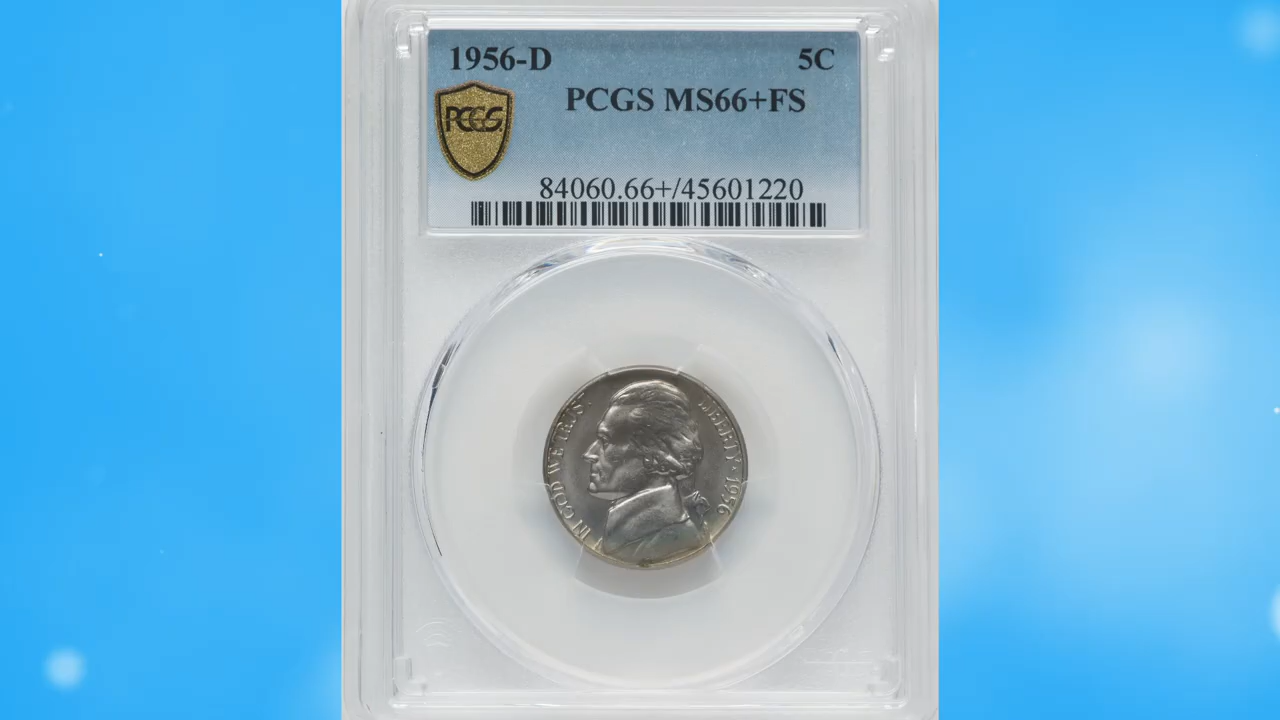 1956-D 5C
PCGS MS66+FS
PCGS
84060.66+/45601220
IN GOD WE TRUST
LIBERTY ★ 1956